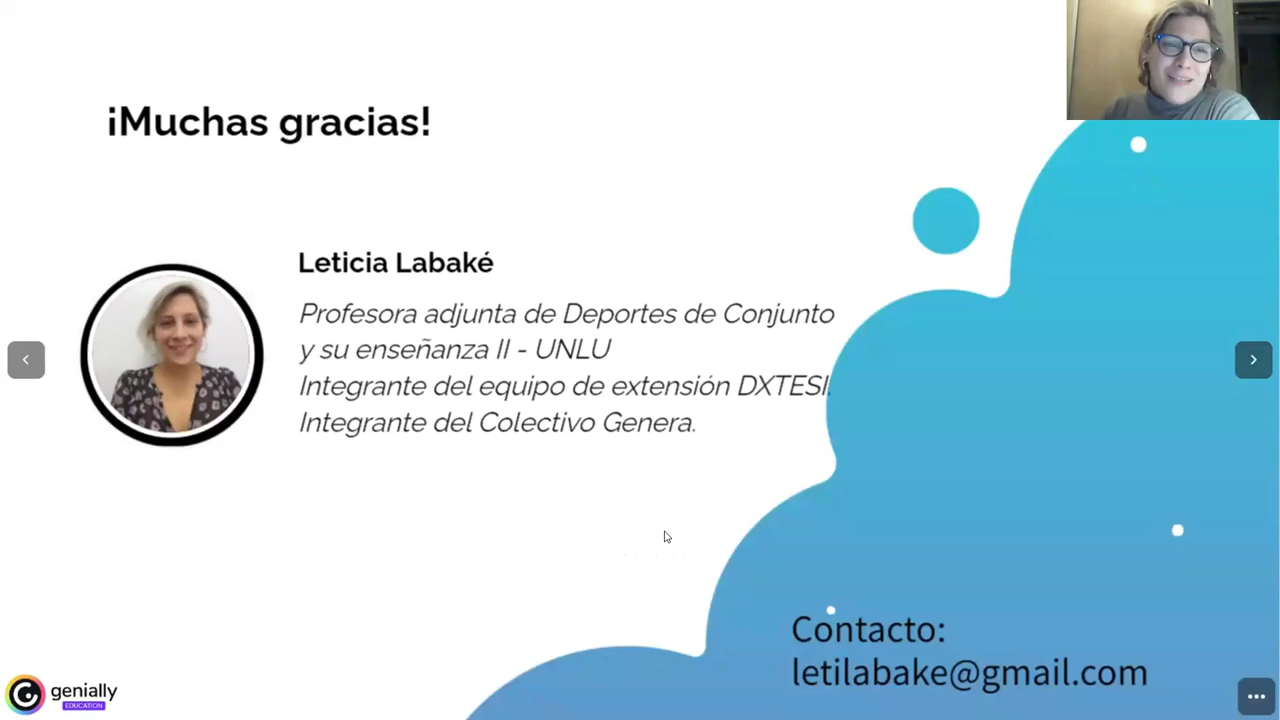 ¡Muchas gracias!
Leticia Labaké
Profesora adjunta de Deportes de Conjunto
y su enseñanza II - UNLU
Integrante del equipo de extensión DXTESI.
Integrante del Colectivo Genera.
Contacto:
letilabake@gmail.com
genially
EDUCATION